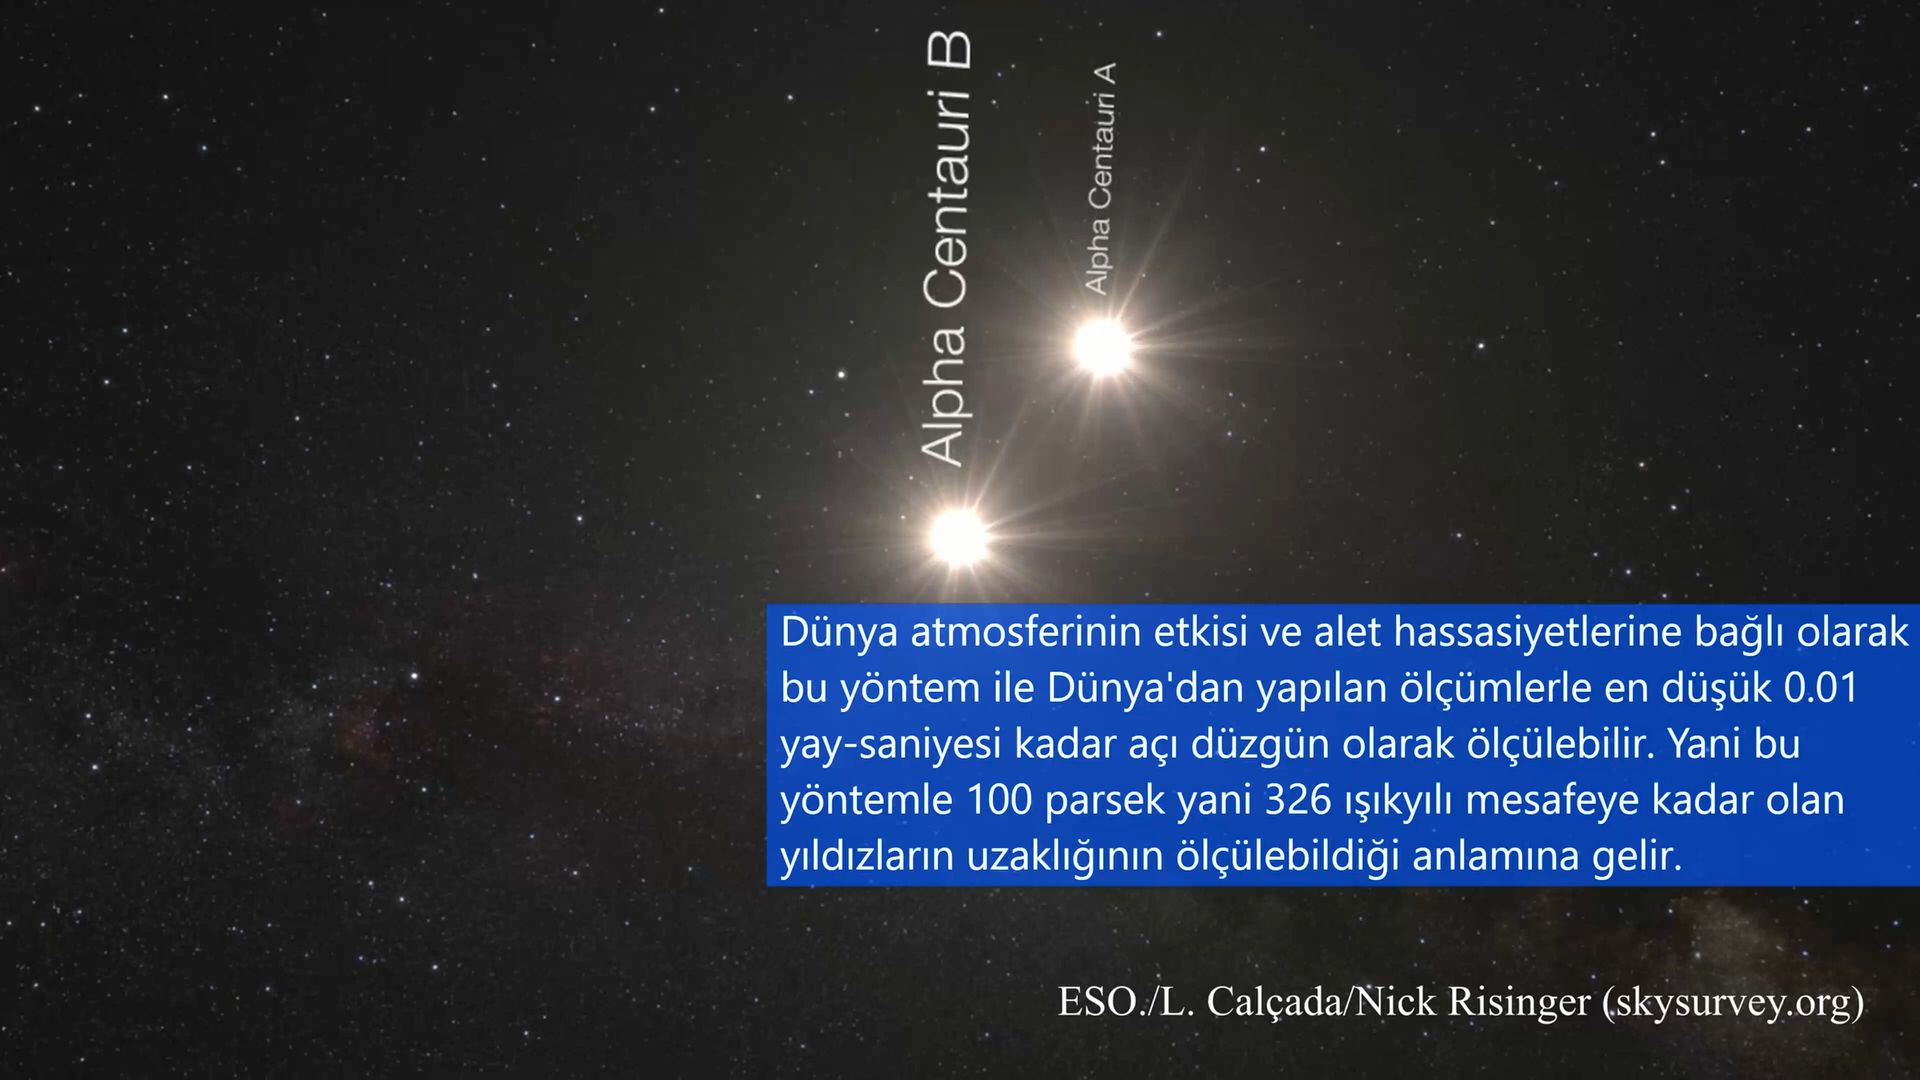 Alpha Centauri B
Alpha Centauri A
Dünya atmosferinin etkisi ve alet hassasiyetlerine bağlı olarak
bu yöntem ile Dünya'dan yapılan ölçümlerle en düşük 0.01
yay-saniyesi kadar açı düzgün olarak ölçülebilir. Yani bu
yöntemle 100 parsek yani 326 ışıkyılı mesafeye kadar olan
yıldızların uzaklığının ölçülebildiği anlamına gelir.
ESO./L. Calçada/Nick Risinger (skysurvey.org)